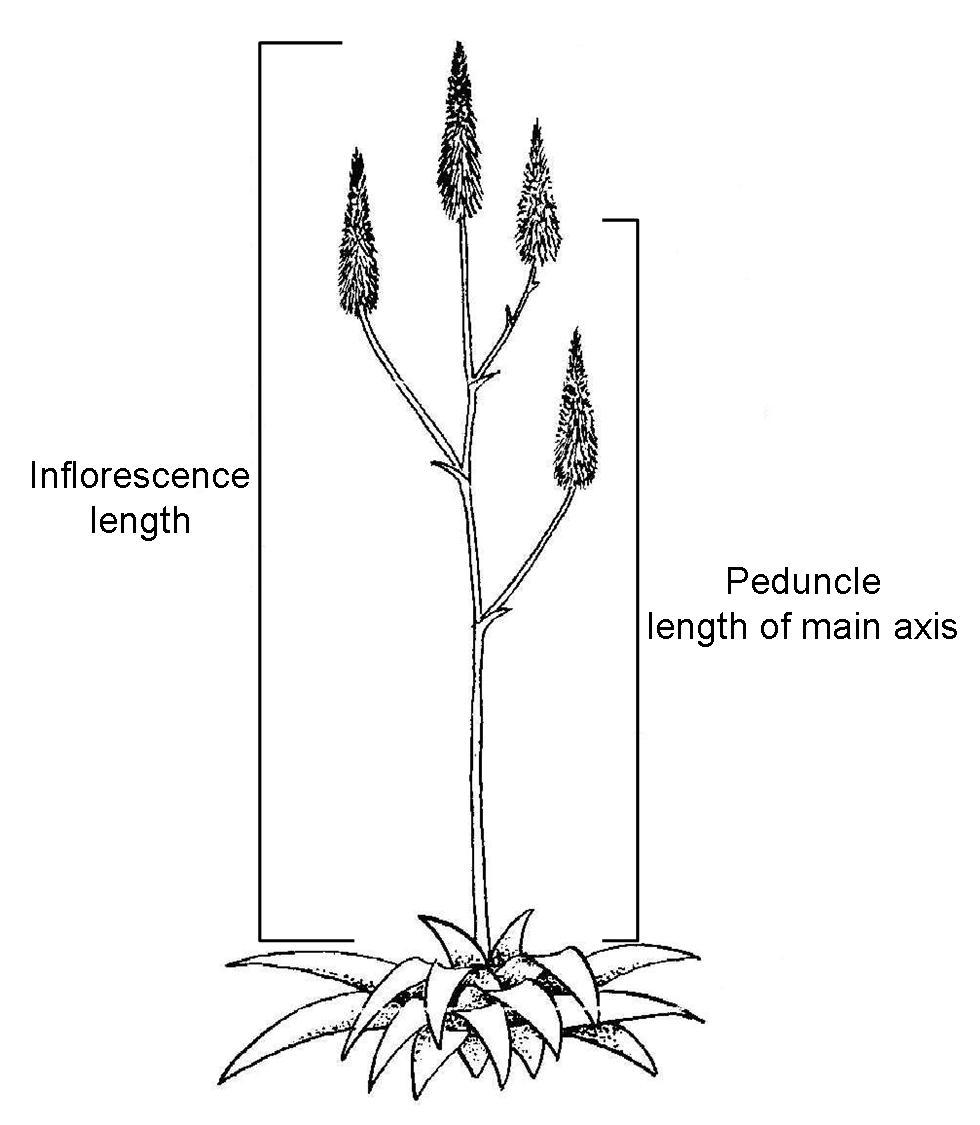 Inflorescence
length
Peduncle
length of main axis